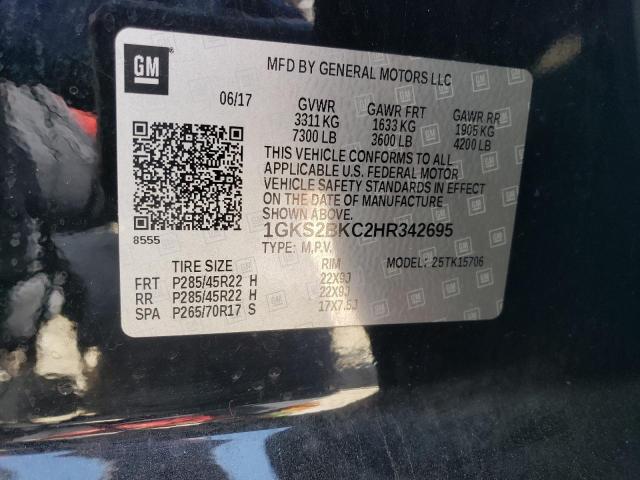 GM
MFD BY GENERAL MOTORS LLC
06/17 GVWR GAWR FRT GAWR RR
3311 KG 1633 KG 1905 KG
7300 LB 3600 LB 4200 LB
THIS VEHICLE CONFORMS TO ALL
APPLICABLE U.S. FEDERAL MOTOR
VEHICLE SAFETY STANDARDS IN EFFECT
ON THE DATE OF MANUFACTURE
1GKS2BKC2HR342695
8555
TYPE: M.P.V. MODEL: 25TK15706
TIRE SIZE RIM
FRT P285/45R22 H 22X9J
RR P285/45R22 H 22X9J
SPA P265/70R17 S 17X7.5J